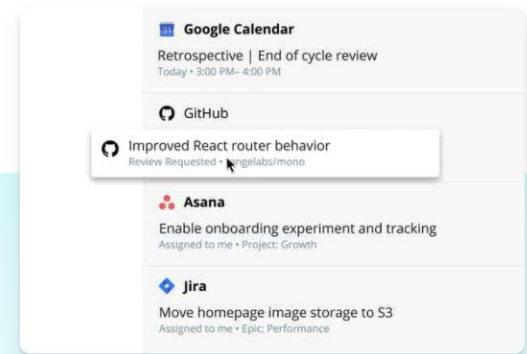 Google Calendar
Retrospective | End of cycle review
Today • 3:00 PM– 4:00 PM
GitHub
Improved React router behavior
Review Requested •
Asana
Enable onboarding experiment and tracking
Assigned to me • Project: Growth
Jira
Move homepage image storage to S3
Assigned to me • Epic: Performance